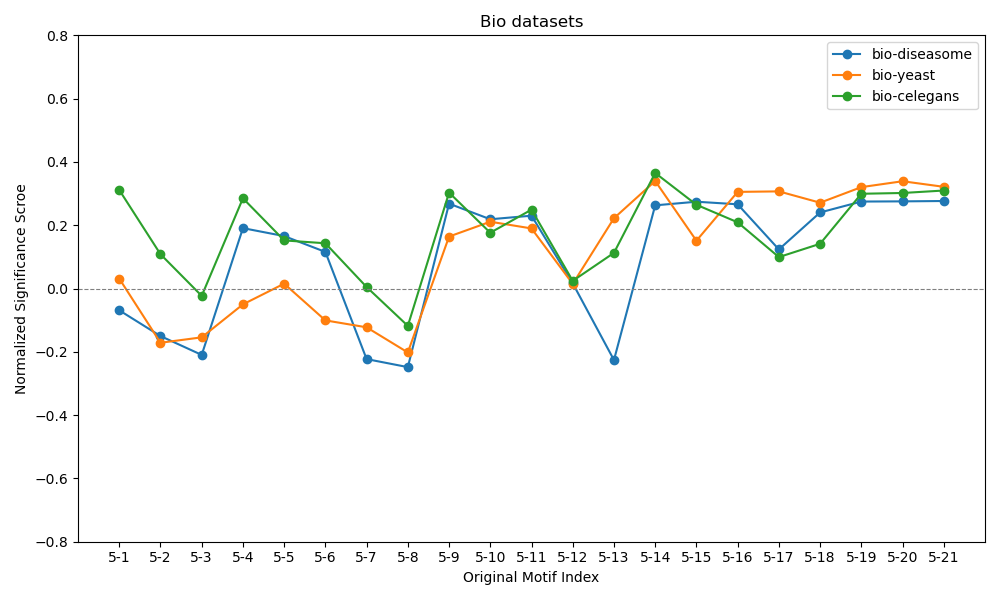 Bio datasets
bio-diseasome
bio-yeast
bio-celegans
Normalized Significance Scroe
0.8
0.6
0.4
0.2
0.0
−0.2
−0.4
−0.6
−0.8
5-1 5-2 5-3 5-4 5-5 5-6 5-7 5-8 5-9 5-10 5-11 5-12 5-13 5-14 5-15 5-16 5-17 5-18 5-19 5-20 5-21
Original Motif Index